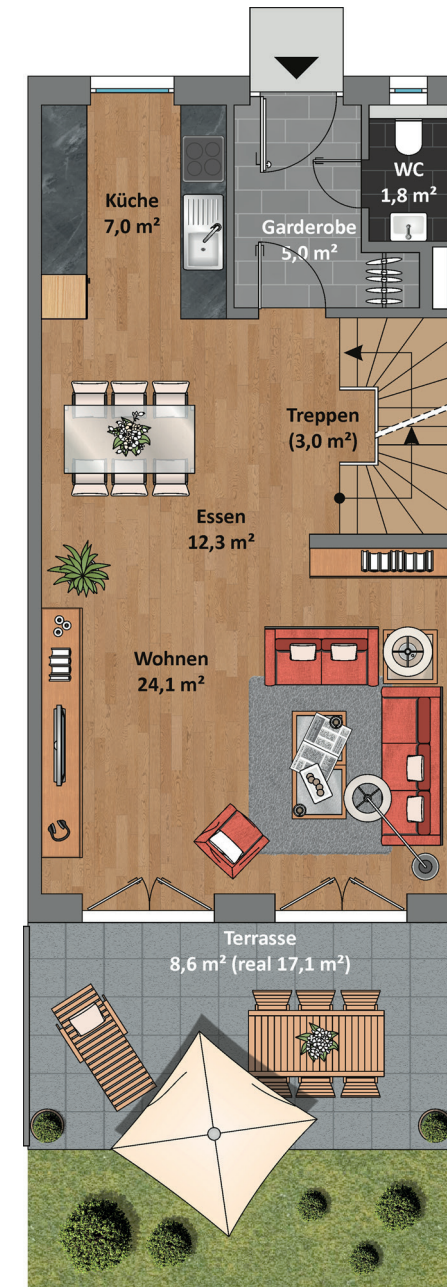 WC
1,8 m²
Küche
7,0 m²
Garderobe
5,0 m²
Treppen
(3,0 m²)
Essen
12,3 m²
Wohnen
24,1 m²
Terrasse
8,6 m² (real 17,1 m²)